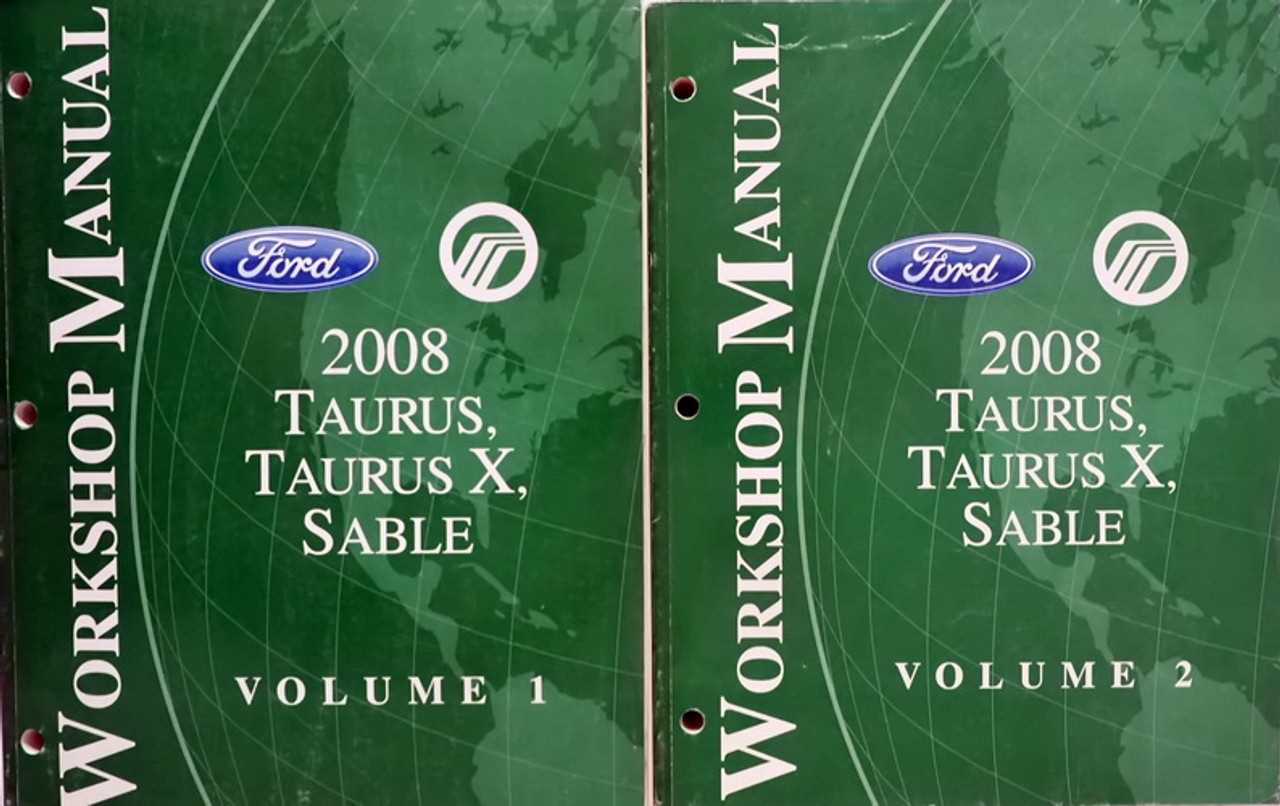 WORKSHOP MANUAL
Ford
2008
TAURUS,
TAURUS X,
SABLE
VOLUME 1
WORKSHOP MANUAL
Ford
2008
TAURUS,
TAURUS X,
SABLE
VOLUME 2